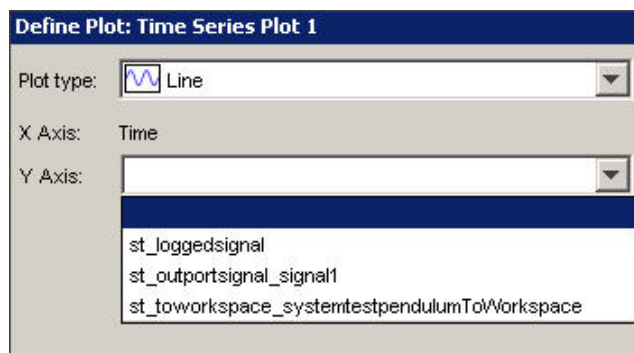 Define Plot: Time Series Plot 1
Plot type: Line
X Axis: Time
Y Axis:
st_loggedsignal
st_outportsignal_signal1
st_toworkspace_systemtestpendulumToWorkspace